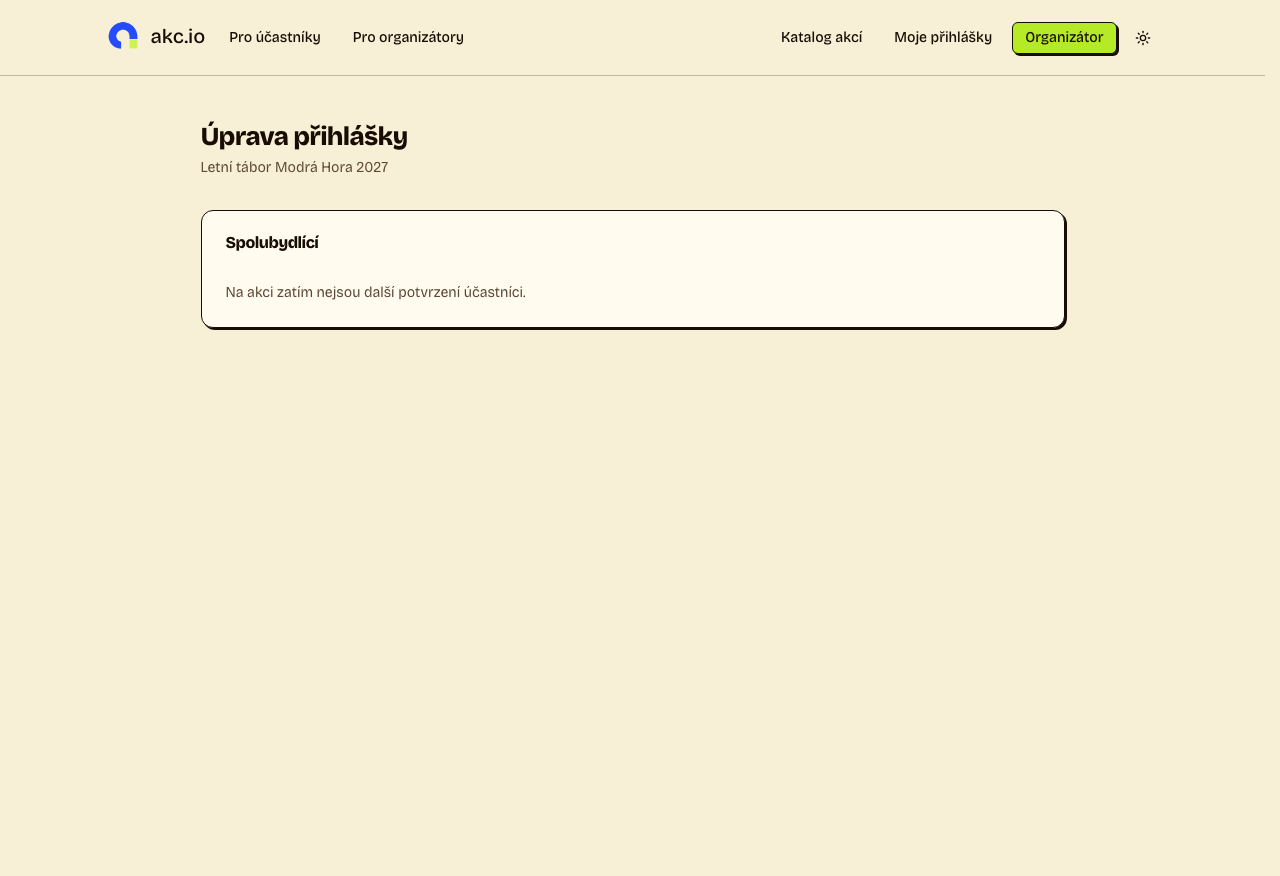 akc.io
Pro účastníky
Pro organizátory
Katalog akcí
Moje přihlášky
Organizátor
Úprava přihlášky
Letní tábor Modrá Hora 2027
Spolubydlící
Na akci zatím nejsou další potvrzení účastníci.